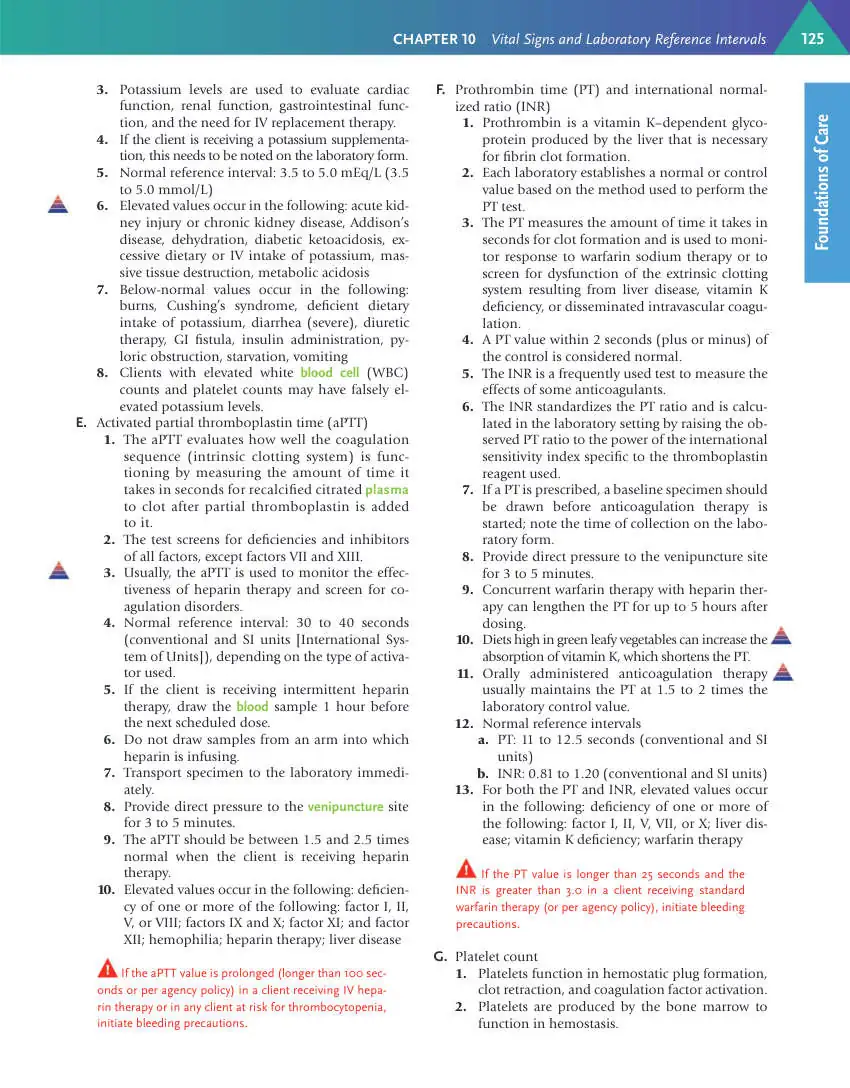 CHAPTER 10 Vital Signs and Laboratory Reference Intervals 125
3. Potassium levels are used to evaluate cardiac
function, renal function, gastrointestinal func-
tion, and the need for IV replacement therapy.
4. If the client is receiving a potassium supplementa-
tion, this needs to be noted on the laboratory form.
5. Normal reference interval: 3.5 to 5.0 mEq/L (3.5
to 5.0 mmol/L)
6. Elevated values occur in the following: acute kid-
ney injury or chronic kidney disease, Addison's
disease, dehydration, diabetic ketoacidosis, ex-
cessive dietary or IV intake of potassium, mas-
sive tissue destruction, metabolic acidosis
7. Below-normal values occur in the following:
burns, Cushing's syndrome, deficient dietary
intake of potassium, diarrhea (severe), diuretic
therapy, GI fistula, insulin administration, py-
loric obstruction, starvation, vomiting
8. Clients with elevated white blood cell (WBC)
counts and platelet counts may have falsely el-
evated potassium levels.
E. Activated partial thromboplastin time (aPTT)
1. The aPTT evaluates how well the coagulation
sequence (intrinsic clotting system) is func-
tioning by measuring the amount of time it
takes in seconds for recalcified citrated plasma
to clot after partial thromboplastin is added
to it.
2. The test screens for deficiencies and inhibitors
of all factors, except factors VII and XIII.
3. Usually, the aPTT is used to monitor the effec-
tiveness of heparin therapy and screen for co-
agulation disorders.
4. Normal reference interval: 30 to 40 seconds
(conventional and SI units [International Sys-
tem of Units]), depending on the type of activa-
tor used.
5. If the client is receiving intermittent heparin
therapy, draw the blood sample 1 hour before
the next scheduled dose.
6. Do not draw samples from an arm into which
heparin is infusing.
7. Transport specimen to the laboratory immedi-
ately.
8. Provide direct pressure to the venipuncture site
for 3 to 5 minutes.
9. The aPTT should be between 1.5 and 2.5 times
normal when the client is receiving heparin
therapy.
10. Elevated values occur in the following: deficien-
cy of one or more of the following: factor I, II,
V, or VIII; factors IX and X; factor XI; and factor
XII; hemophilia; heparin therapy; liver disease
If the aPTT value is prolonged (longer than 100 sec-
onds or per agency policy) in a client receiving IV hepa-
rin therapy or in any client at risk for thrombocytopenia,
initiate bleeding precautions.
F. Prothrombin time (PT) and international normal-
ized ratio (INR)
1. Prothrombin is a vitamin K–dependent glyco-
protein produced by the liver that is necessary
for fibrin clot formation.
2. Each laboratory establishes a normal or control
value based on the method used to perform the
PT test.
3. The PT measures the amount of time it takes in
seconds for clot formation and is used to moni-
tor response to warfarin sodium therapy or to
screen for dysfunction of the extrinsic clotting
system resulting from liver disease, vitamin K
deficiency, or disseminated intravascular coagu-
lation.
4. A PT value within 2 seconds (plus or minus) of
the control is considered normal.
5. The INR is a frequently used test to measure the
effects of some anticoagulants.
6. The INR standardizes the PT ratio and is calcu-
lated in the laboratory setting by raising the ob-
served PT ratio to the power of the international
sensitivity index specific to the thromboplastin
reagent used.
7. If a PT is prescribed, a baseline specimen should
be drawn before anticoagulation therapy is
started; note the time of collection on the labo-
ratory form.
8. Provide direct pressure to the venipuncture site
for 3 to 5 minutes.
9. Concurrent warfarin therapy with heparin ther-
apy can lengthen the PT for up to 5 hours after
dosing.
10. Diets high in green leafy vegetables can increase the
absorption of vitamin K, which shortens the PT.
11. Orally administered anticoagulation therapy
usually maintains the PT at 1.5 to 2 times the
laboratory control value.
12. Normal reference intervals
a. PT: 11 to 12.5 seconds (conventional and SI
units)
b. INR: 0.81 to 1.20 (conventional and SI units)
13. For both the PT and INR, elevated values occur
in the following: deficiency of one or more of
the following: factor I, II, V, VII, or X; liver dis-
ease; vitamin K deficiency; warfarin therapy
If the PT value is longer than 25 seconds and the
INR is greater than 3.0 in a client receiving standard
warfarin therapy (or per agency policy), initiate bleeding
precautions.
G. Platelet count
1. Platelets function in hemostatic plug formation,
clot retraction, and coagulation factor activation.
2. Platelets are produced by the bone marrow to
function in hemostasis.
Foundations of Care